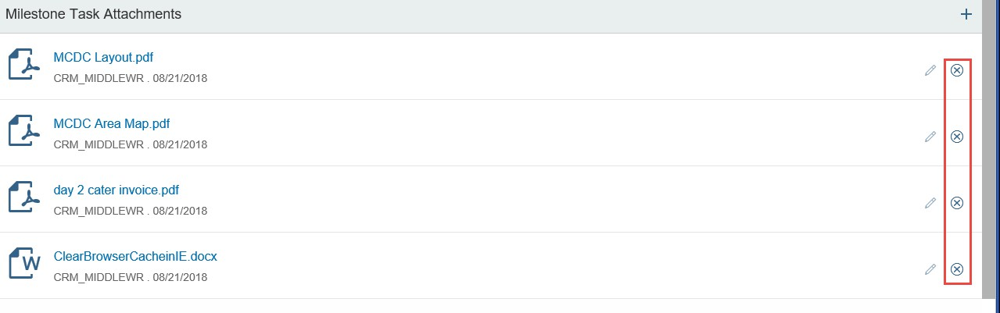 Milestone Task Attachments
MCDC Layout.pdf
CRM_MIDDLEWR . 08/21/2018
MCDC Area Map.pdf
CRM_MIDDLEWR . 08/21/2018
day 2 cater invoice.pdf
CRM_MIDDLEWR . 08/21/2018
W
ClearBrowserCacheinIE.docx
CRM_MIDDLEWR . 08/21/2018